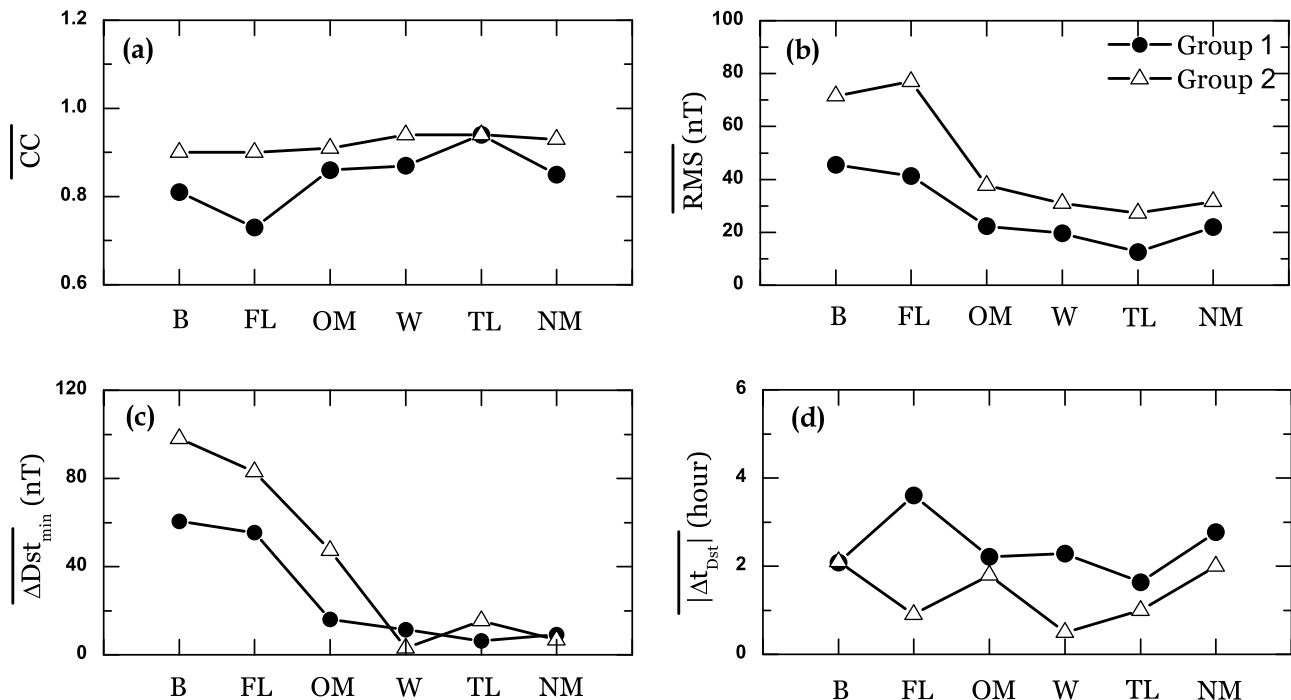 (a)
CC
1.2
1.0
0.8
0.6
B FL OM W TL NM
(b)
Group 1
Group 2
RMS (nT)
100
80
60
40
20
0
B FL OM W TL NM
(c)
ΔDst_min (nT)
120
80
40
0
B FL OM W TL NM
(d)
|Δt_Dst| (hour)
6
4
2
0
B FL OM W TL NM